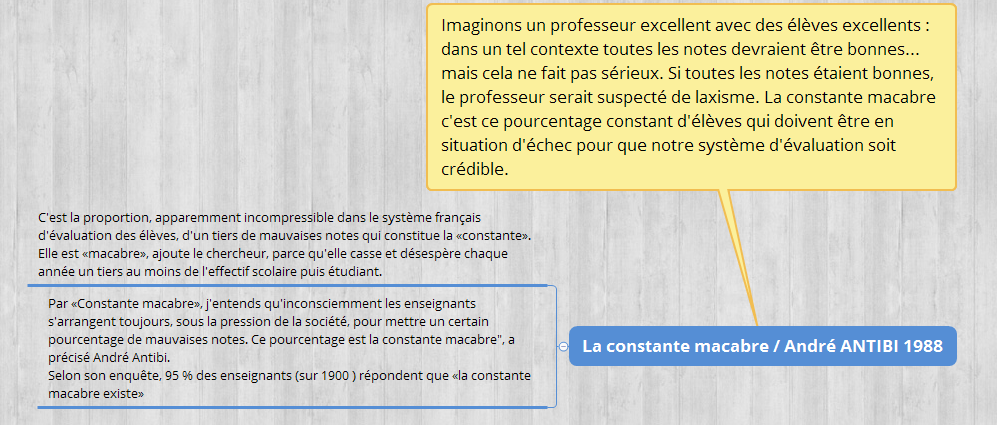 Imaginons un professeur excellent avec des élèves excellents :
dans un tel contexte toutes les notes devraient être bonnes...
mais cela ne fait pas sérieux. Si toutes les notes étaient bonnes,
le professeur serait suspecté de laxisme. La constante macabre
c'est ce pourcentage constant d'élèves qui doivent être en
situation d'échec pour que notre système d'évaluation soit
crédible.
C'est la proportion, apparemment incompressible dans le système français
d'évaluation des élèves, d'un tiers de mauvaises notes qui constitue la «constante».
Elle est «macabre», ajoute le chercheur, parce qu'elle casse et désespère chaque
année un tiers au moins de l'effectif scolaire puis étudiant.
Par «Constante macabre», j'entends qu'inconsciemment les enseignants
s'arrangent toujours, sous la pression de la société, pour mettre un certain
pourcentage de mauvaises notes. Ce pourcentage est la constante macabre", a
précisé André Antibi.
Selon son enquête, 95 % des enseignants (sur 1900 ) répondent que «la constante
macabre existe»
La constante macabre / André ANTIBI 1988